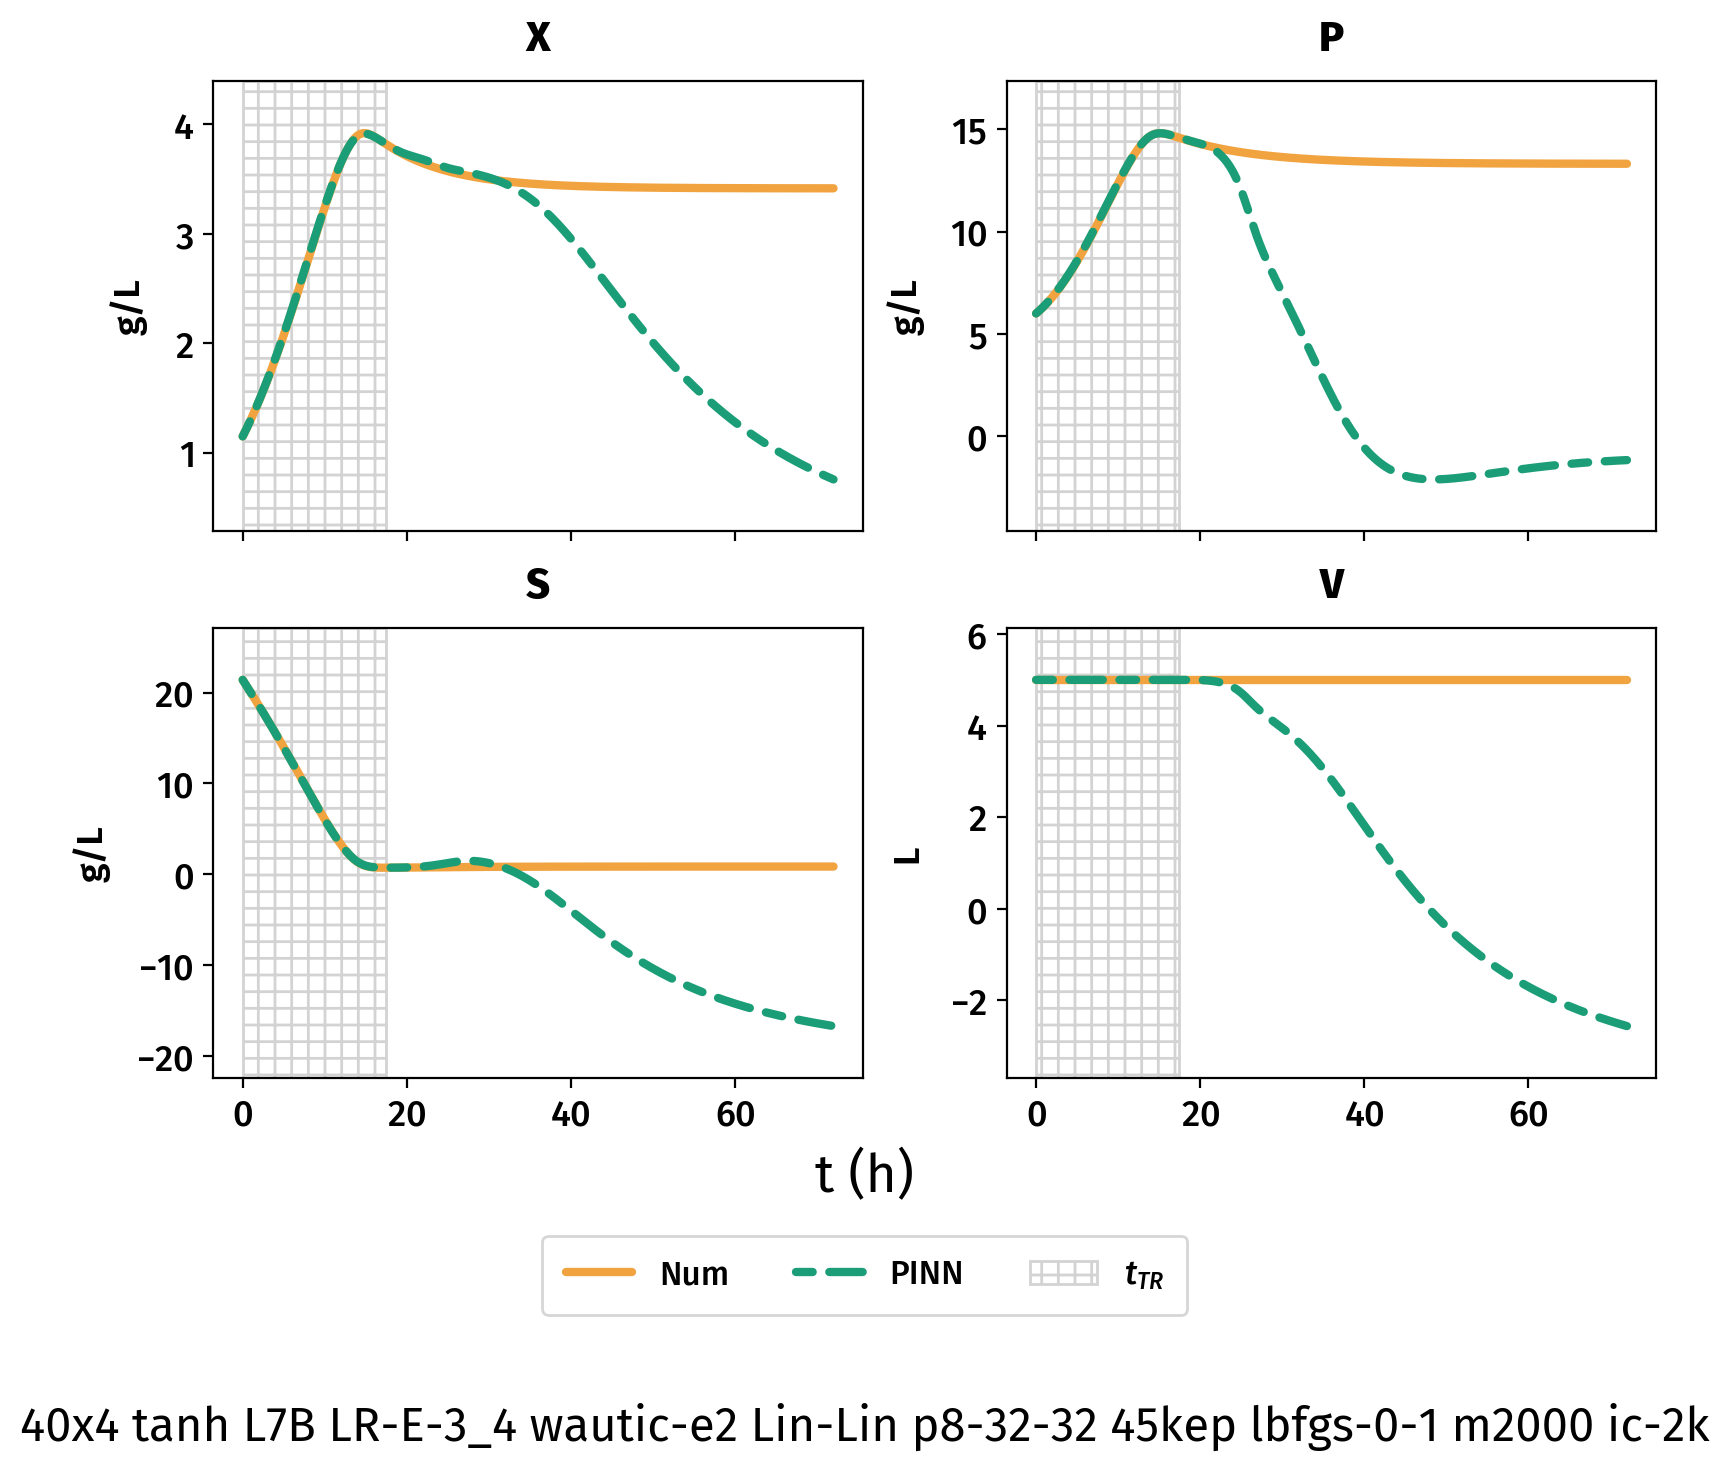 X
P
4
3
2
1
g/L
15
10
5
0
g/L
S
V
20
10
0
−10
−20
g/L
6
4
2
0
−2
L
0 20 40 60
0 20 40 60
t (h)
Num PINN tTR
40x4 tanh L7B LR-E-3_4 wautic-e2 Lin-Lin p8-32-32 45kep lbfgs-0-1 m2000 ic-2k